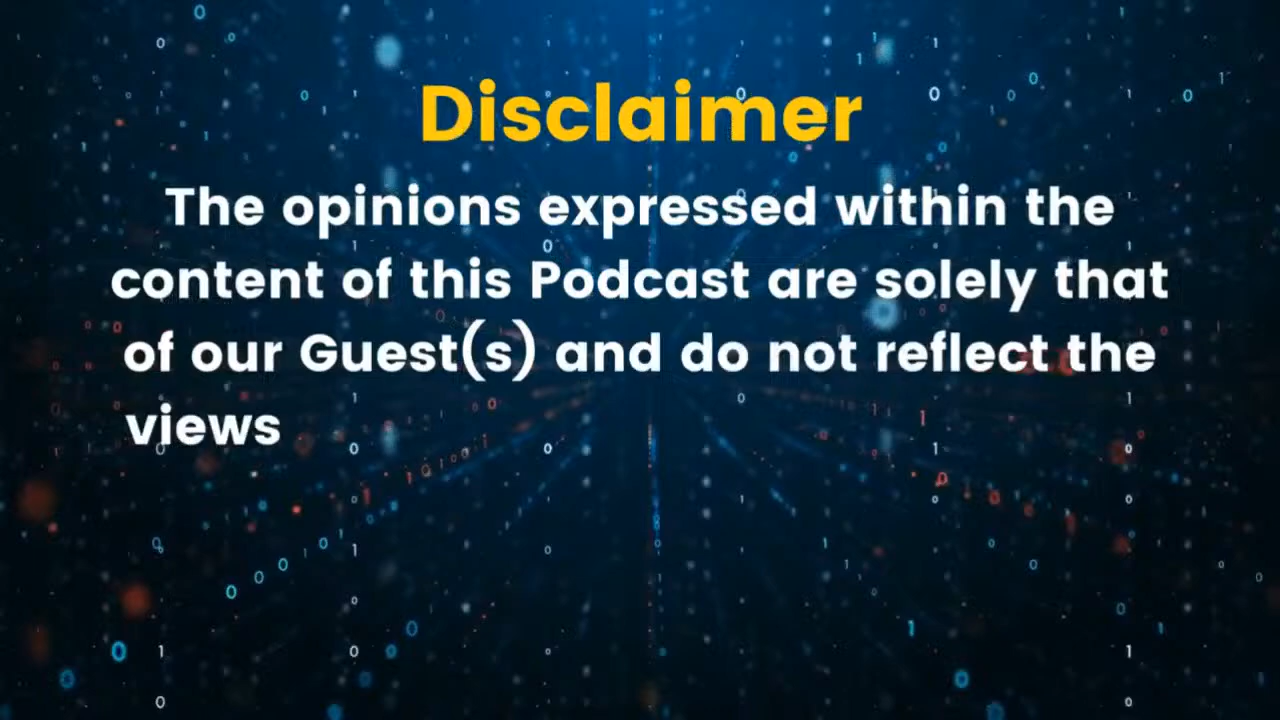 Disclaimer
The opinions expressed within the
content of this Podcast are solely that
of our Guest(s) and do not reflect the
views